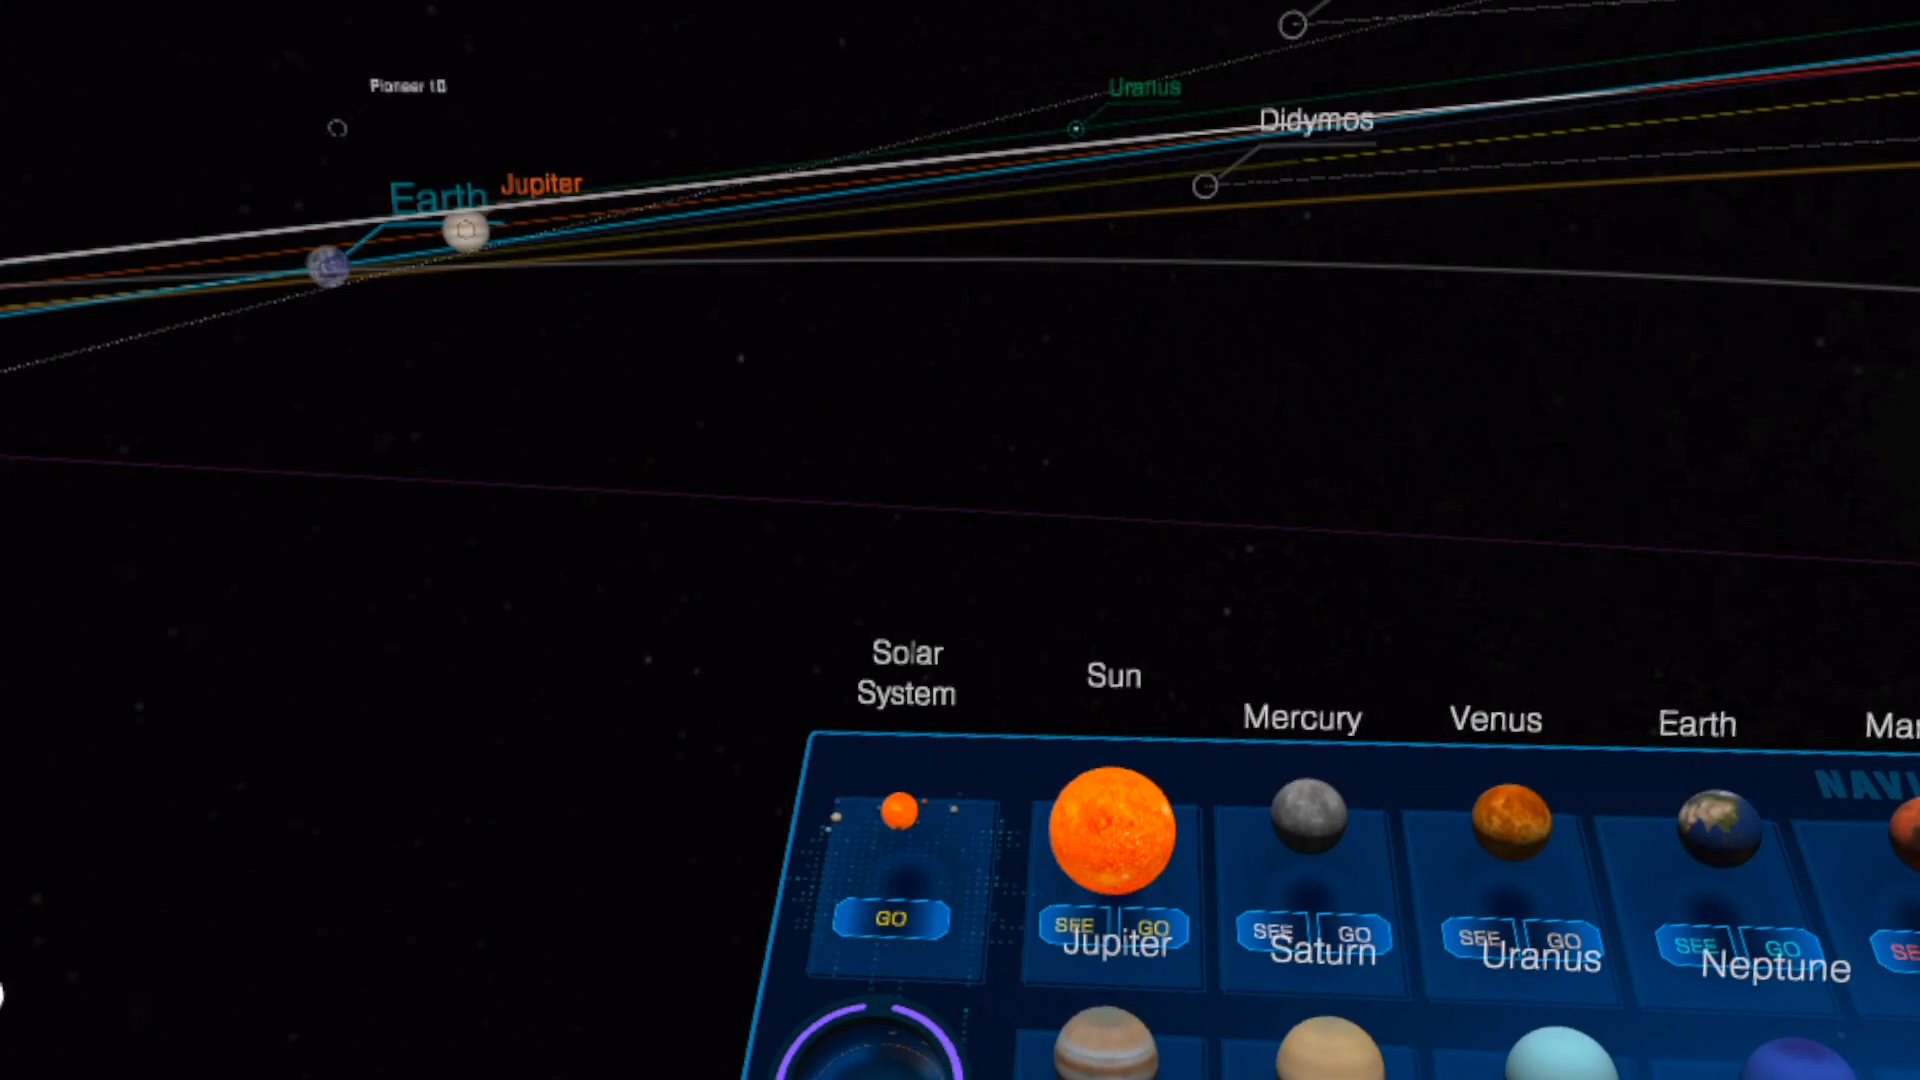 Pioneer 10
Uranus
Didymos
Earth
Jupiter
Solar
System
Sun
Mercury
Venus
Earth
GO
SEE GO
SEE GO
SEE GO
SEE GO
Jupiter
Saturn
Uranus
Neptune